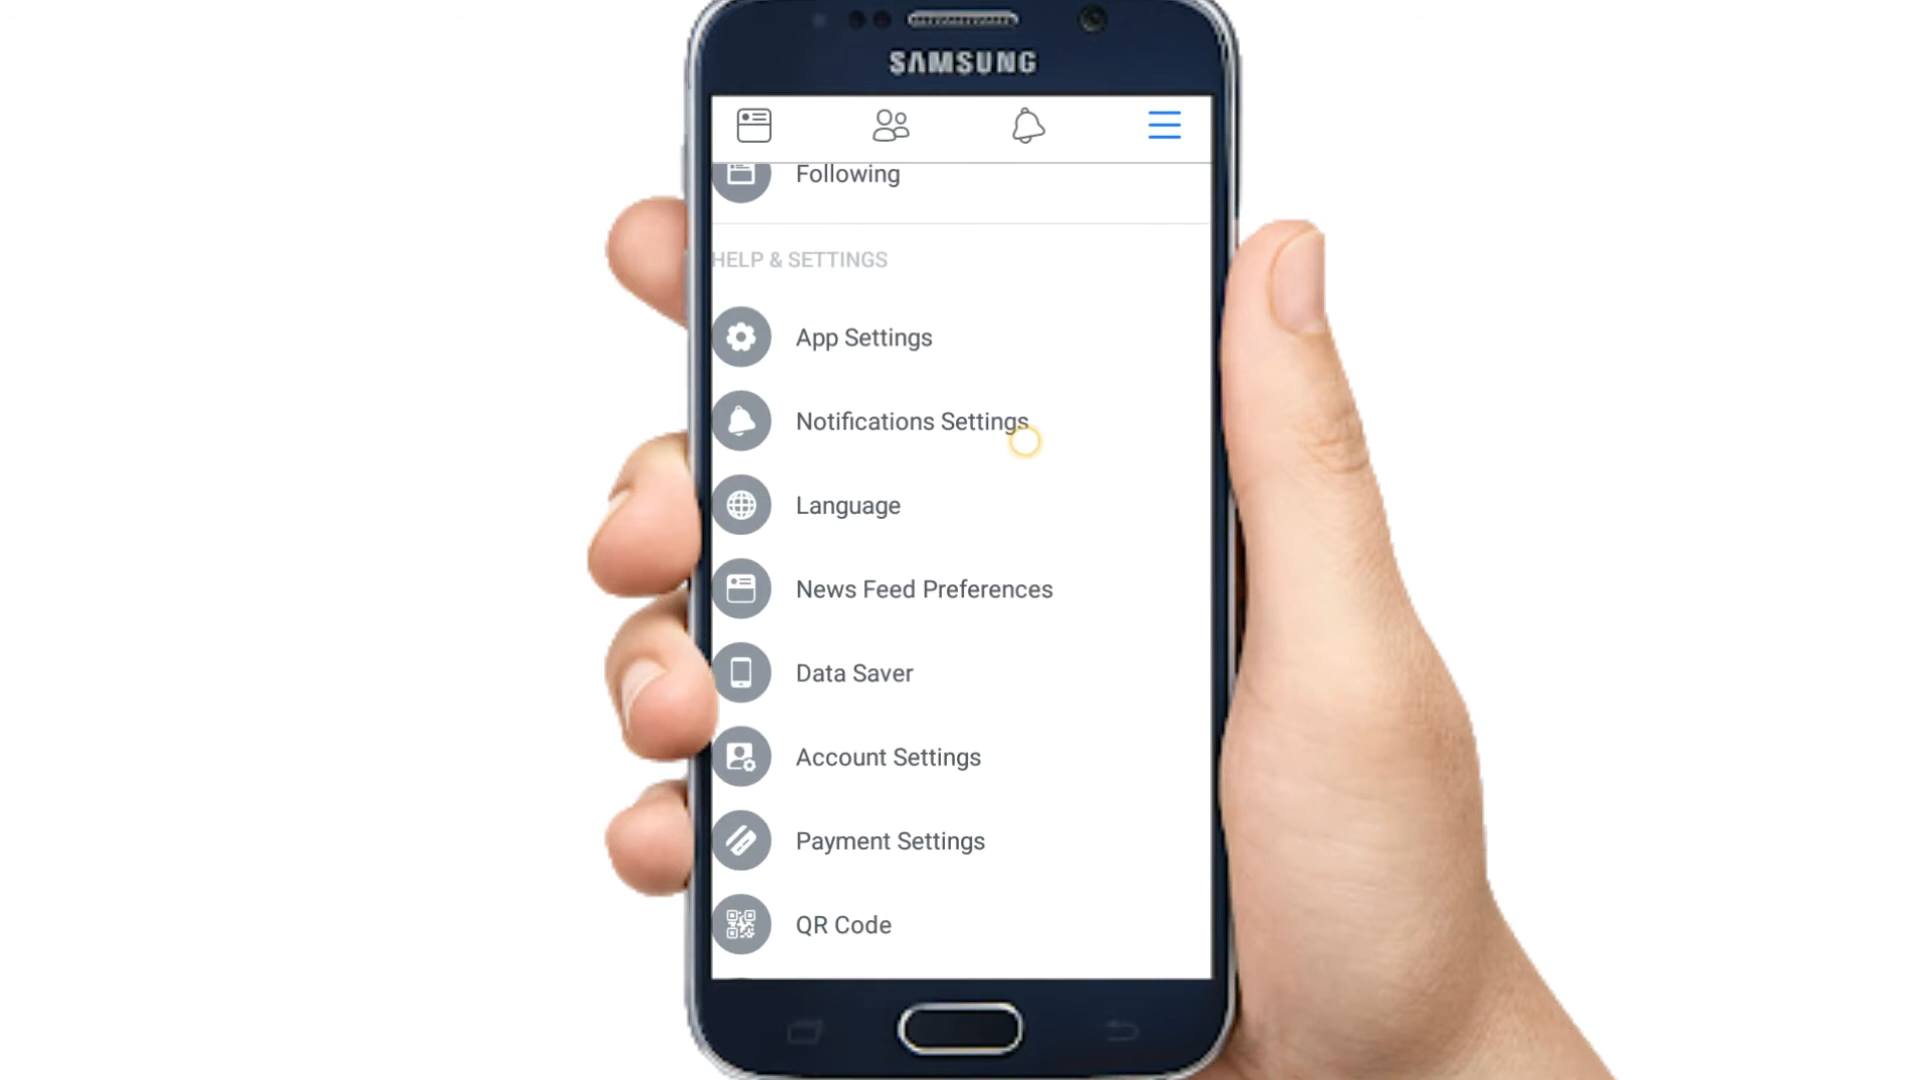 SAMSUNG
Following
HELP & SETTINGS
App Settings
Notifications Settings
Language
News Feed Preferences
Data Saver
Account Settings
Payment Settings
QR Code